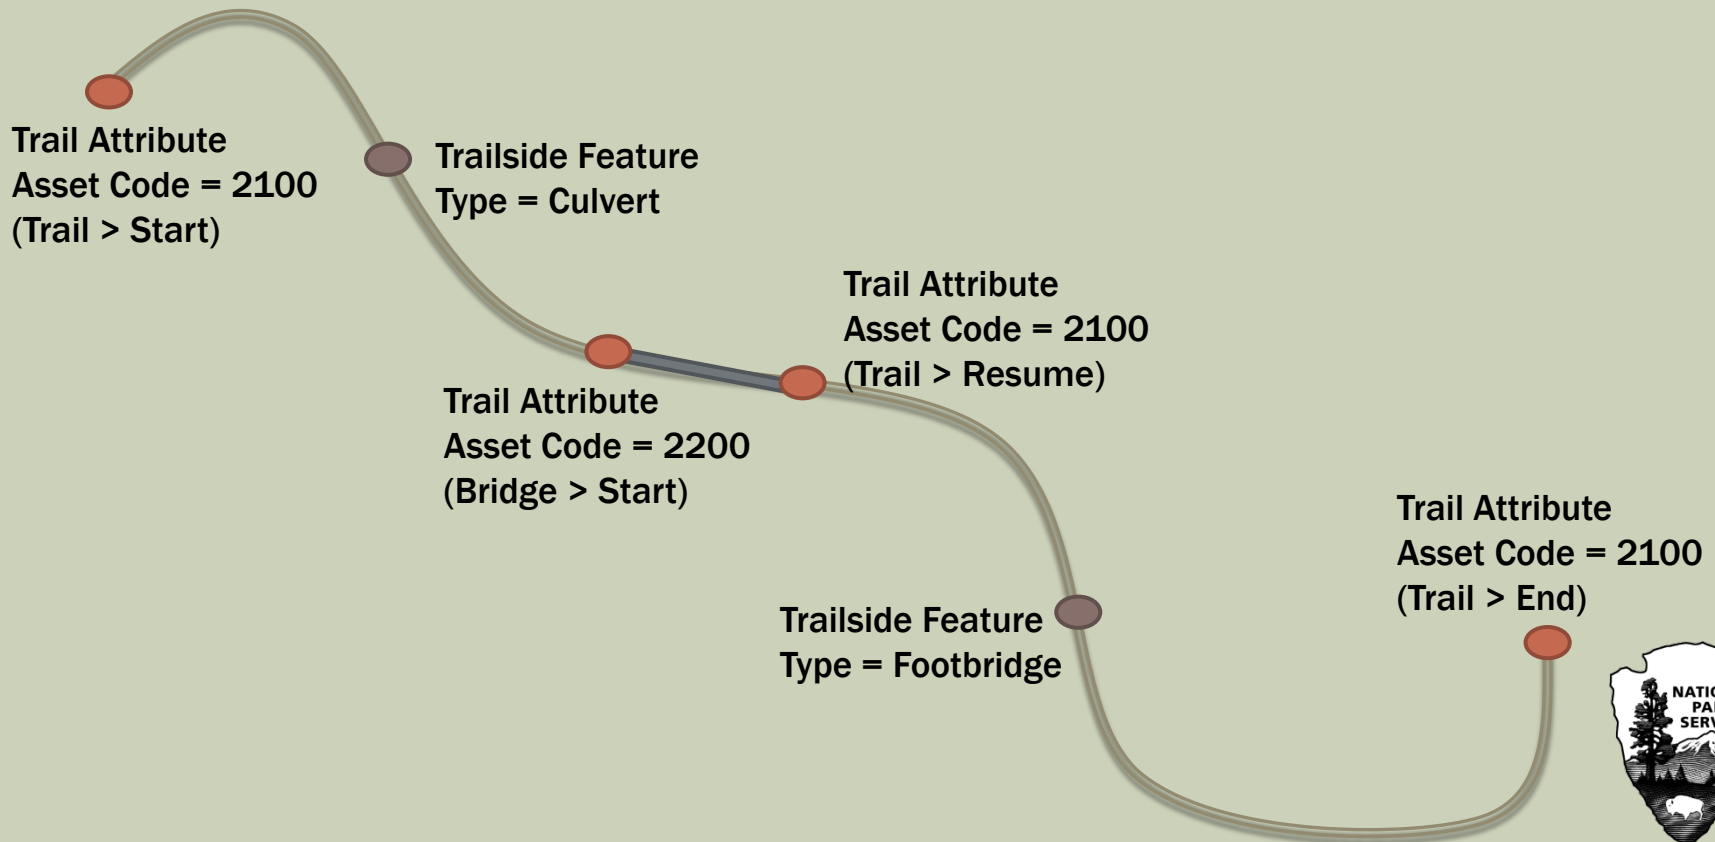 Trail Attribute
Asset Code = 2100
(Trail > Start)
Trailside Feature
Type = Culvert
Trail Attribute
Asset Code = 2100
(Trail > Resume)
Trail Attribute
Asset Code = 2200
(Bridge > Start)
Trail Attribute
Asset Code = 2100
(Trail > End)
Trailside Feature
Type = Footbridge